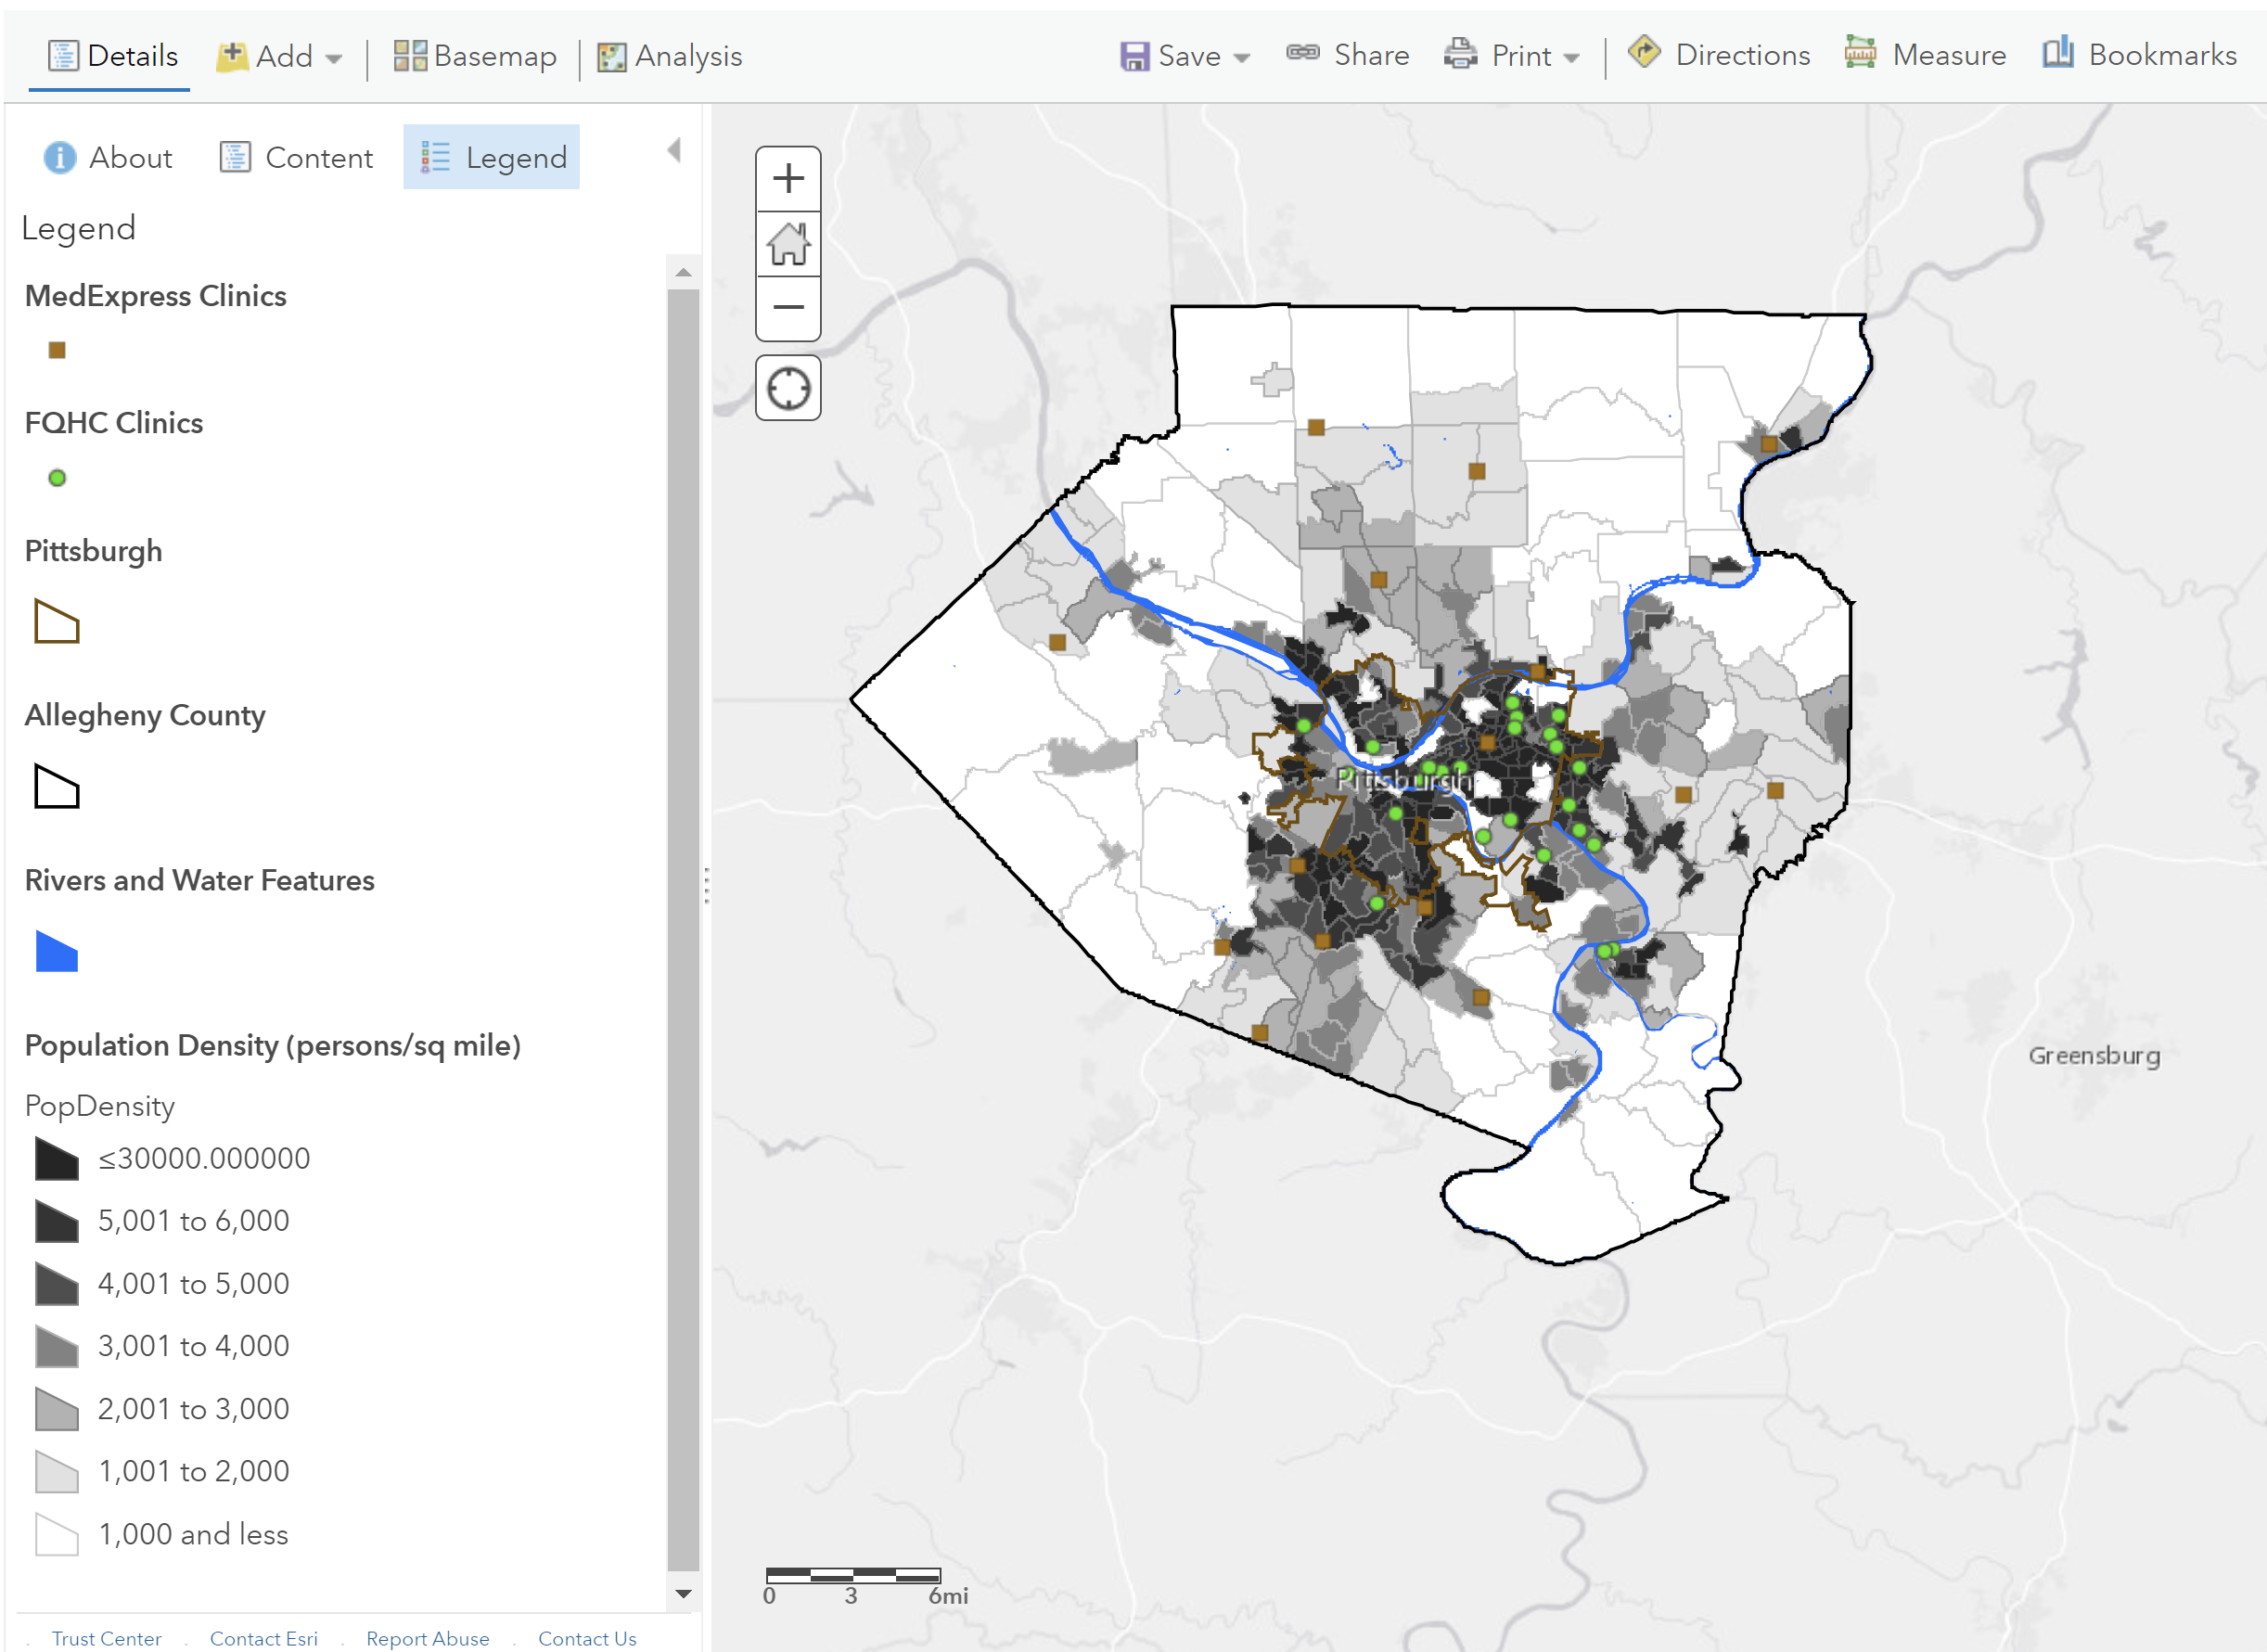 Details Add Basemap Analysis Save Share Print Directions Measure Bookmarks
About Content Legend
Legend
MedExpress Clinics
FQHC Clinics
Pittsburgh
Allegheny County
Rivers and Water Features
Population Density (persons/sq mile)
PopDensity
≤30000.000000
5,001 to 6,000
4,001 to 5,000
3,001 to 4,000
2,001 to 3,000
1,001 to 2,000
1,000 and less
Trust Center . Contact Esri . Report Abuse . Contact Us
Pittsburgh
Greensburg
0 3 6mi